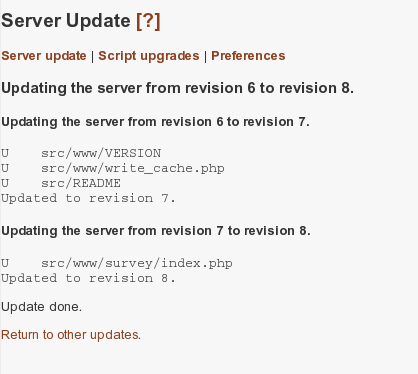 Server Update [?]
Server update | Script upgrades | Preferences
Updating the server from revision 6 to revision 8.
Updating the server from revision 6 to revision 7.
U    src/www/VERSION
U    src/www/write_cache.php
U    src/README
Updated to revision 7.
Updating the server from revision 7 to revision 8.
U    src/www/survey/index.php
Updated to revision 8.
Update done.
Return to other updates.